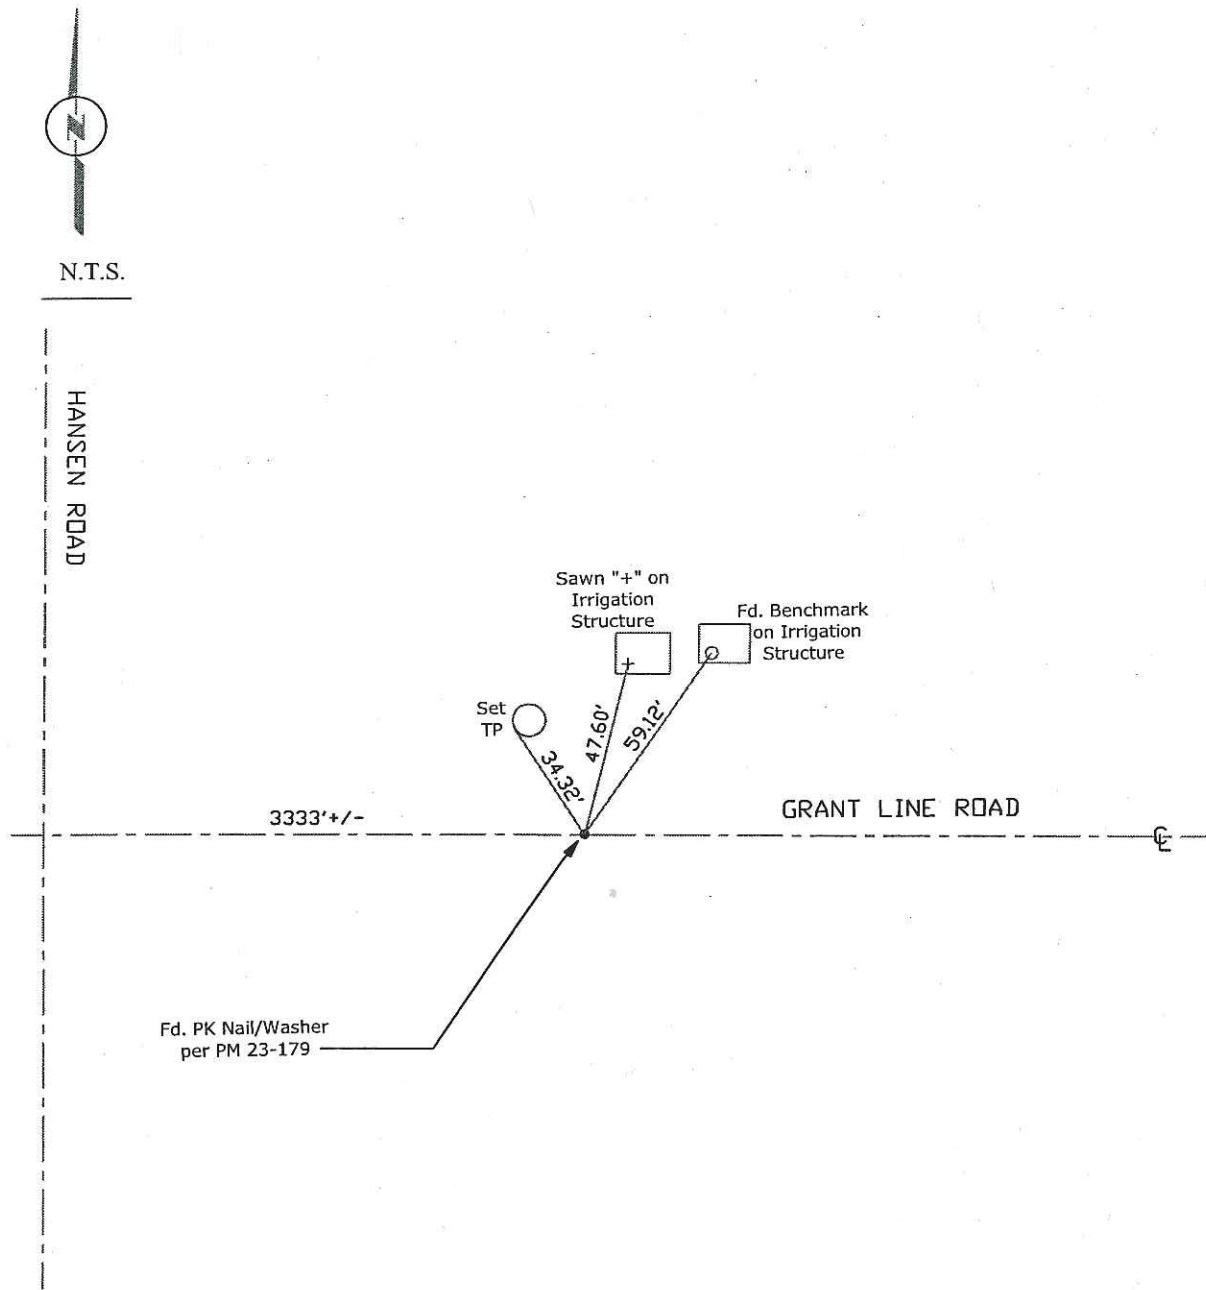 N
N.T.S.
HANSEN ROAD
Sawn "+" on
Irrigation
Structure
Fd. Benchmark
on Irrigation
Structure
Set
TP
34.32'
47.60'
59.12'
3333'+/-
GRANT LINE ROAD
℄
Fd. PK Nail/Washer
per PM 23-179